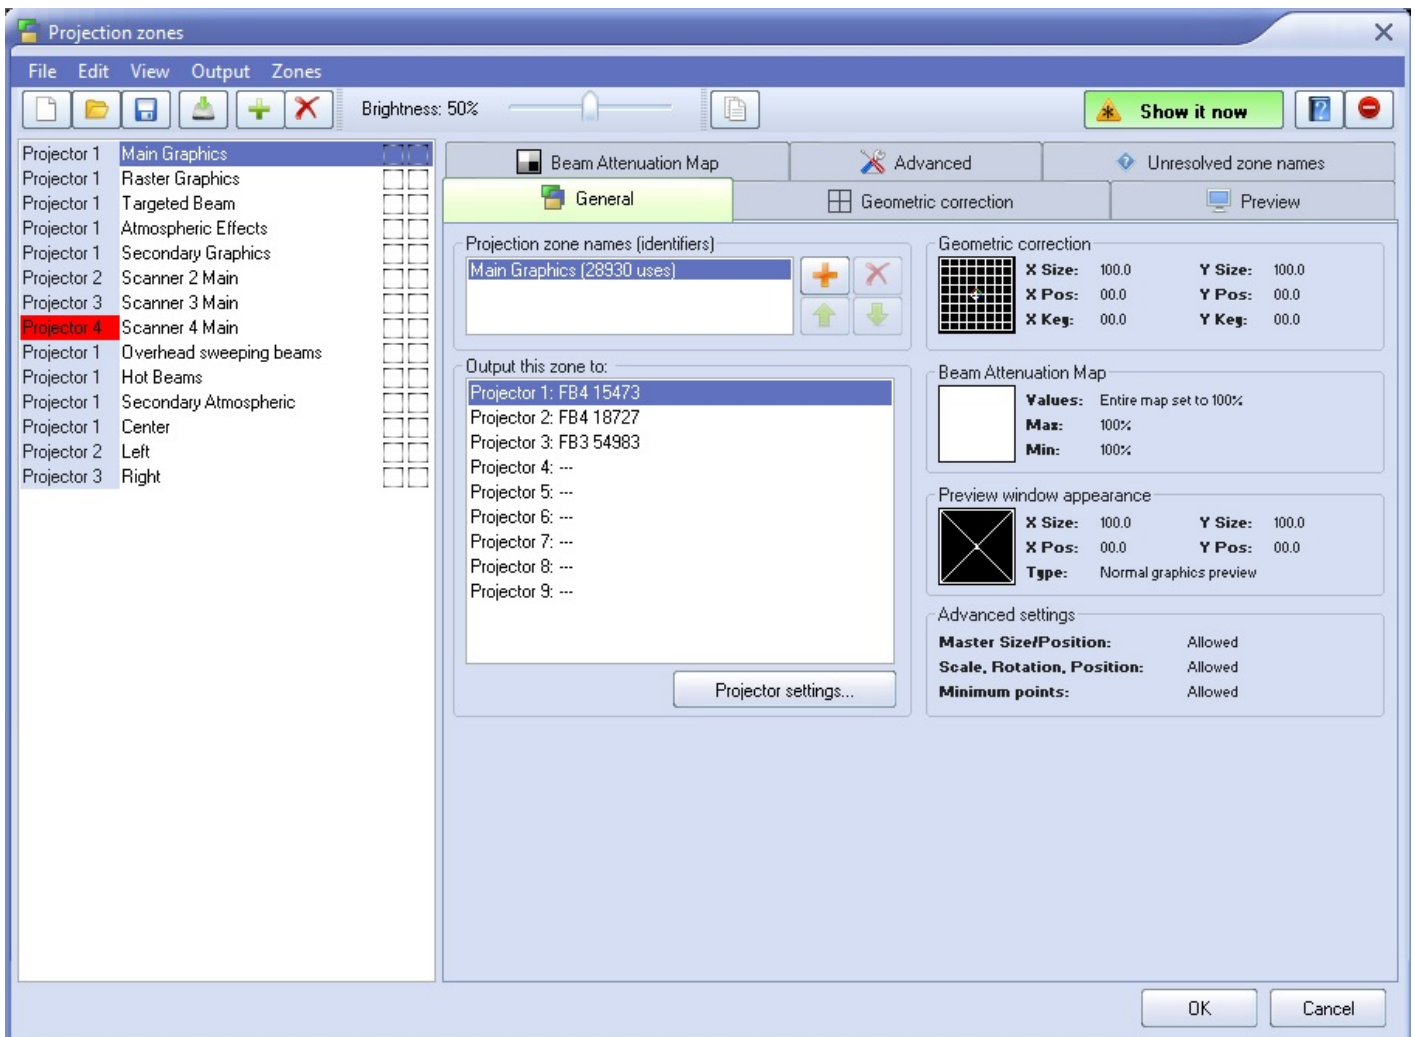 Projection zones
File Edit View Output Zones
Brightness: 50%
Show it now
Projector 1 Main Graphics
Projector 1 Raster Graphics
Projector 1 Targeted Beam
Projector 1 Atmospheric Effects
Projector 1 Secondary Graphics
Projector 2 Scanner 2 Main
Projector 3 Scanner 3 Main
Projector 4 Scanner 4 Main
Projector 1 Overhead sweeping beams
Projector 1 Hot Beams
Projector 1 Secondary Atmospheric
Projector 1 Center
Projector 2 Left
Projector 3 Right
Beam Attenuation Map
Advanced
Unresolved zone names
General
Geometric correction
Preview
Projection zone names (identifiers)
Main Graphics (28930 uses)
Output this zone to:
Projector 1: FB4 15473
Projector 2: FB4 18727
Projector 3: FB3 54983
Projector 4: ---
Projector 5: ---
Projector 6: ---
Projector 7: ---
Projector 8: ---
Projector 9: ---
Projector settings...
Geometric correction
X Size: 100.0 Y Size: 100.0
X Pos: 00.0 Y Pos: 00.0
X Key: 00.0 Y Key: 00.0
Beam Attenuation Map
Values: Entire map set to 100%
Max: 100%
Min: 100%
Preview window appearance
X Size: 100.0 Y Size: 100.0
X Pos: 00.0 Y Pos: 00.0
Type: Normal graphics preview
Advanced settings
Master Size/Position: Allowed
Scale, Rotation, Position: Allowed
Minimum points: Allowed
OK
Cancel